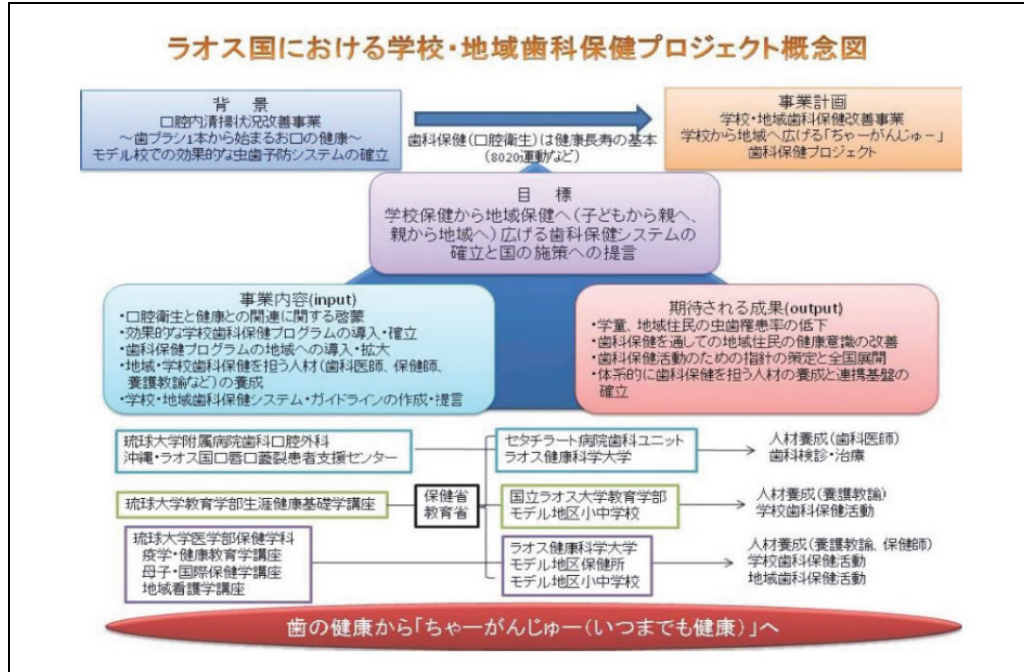 ラオス国における学校・地域歯科保健プロジェクト概念図
背　景
口腔内清掃状況改善事業
～歯ブラシ1本から始まるお口の健康～
モデル校での効果的な虫歯予防システムの確立
歯科保健(口腔衛生)は健康長寿の基本
(8020運動など)
事業計画
学校・地域歯科保健改善事業
学校から地域へ広げる「ちゃーがんじゅー」
歯科保健プロジェクト
目　標
学校保健から地域保健へ(子どもから親へ、
親から地域へ)広げる歯科保健システムの
確立と国の施策への提言
事業内容(input)
・口腔衛生と健康との関連に関する啓蒙
・効果的な学校歯科保健プログラムの導入・確立
・歯科保健プログラムの地域への導入・拡大
・地域・学校歯科保健を担う人材(歯科医師、保健師、
養護教諭など)の養成
・学校・地域歯科保健システム・ガイドラインの作成・提言
期待される成果(output)
・学童、地域住民の虫歯罹患率の低下
・歯科保健を通しての地域住民の健康意識の改善
・歯科保健活動のための指針の策定と全国展開
・体系的に歯科保健を担う人材の養成と連携基盤の
確立
琉球大学附属病院歯科口腔外科
沖縄・ラオス国口唇口蓋裂患者支援センター
セタチラート病院歯科ユニット
ラオス健康科学大学
人材養成(歯科医師)
歯科検診・治療
琉球大学教育学部生涯健康基礎学講座
保健省
教育省
国立ラオス大学教育学部
モデル地区小中学校
人材養成(養護教諭)
学校歯科保健活動
琉球大学医学部保健学科
疫学・健康教育学講座
母子・国際保健学講座
地域看護学講座
ラオス健康科学大学
モデル地区保健所
モデル地区小中学校
人材養成(養護教諭、保健師)
学校歯科保健活動
地域歯科保健活動
歯の健康から「ちゃーがんじゅー(いつまでも健康)」へ